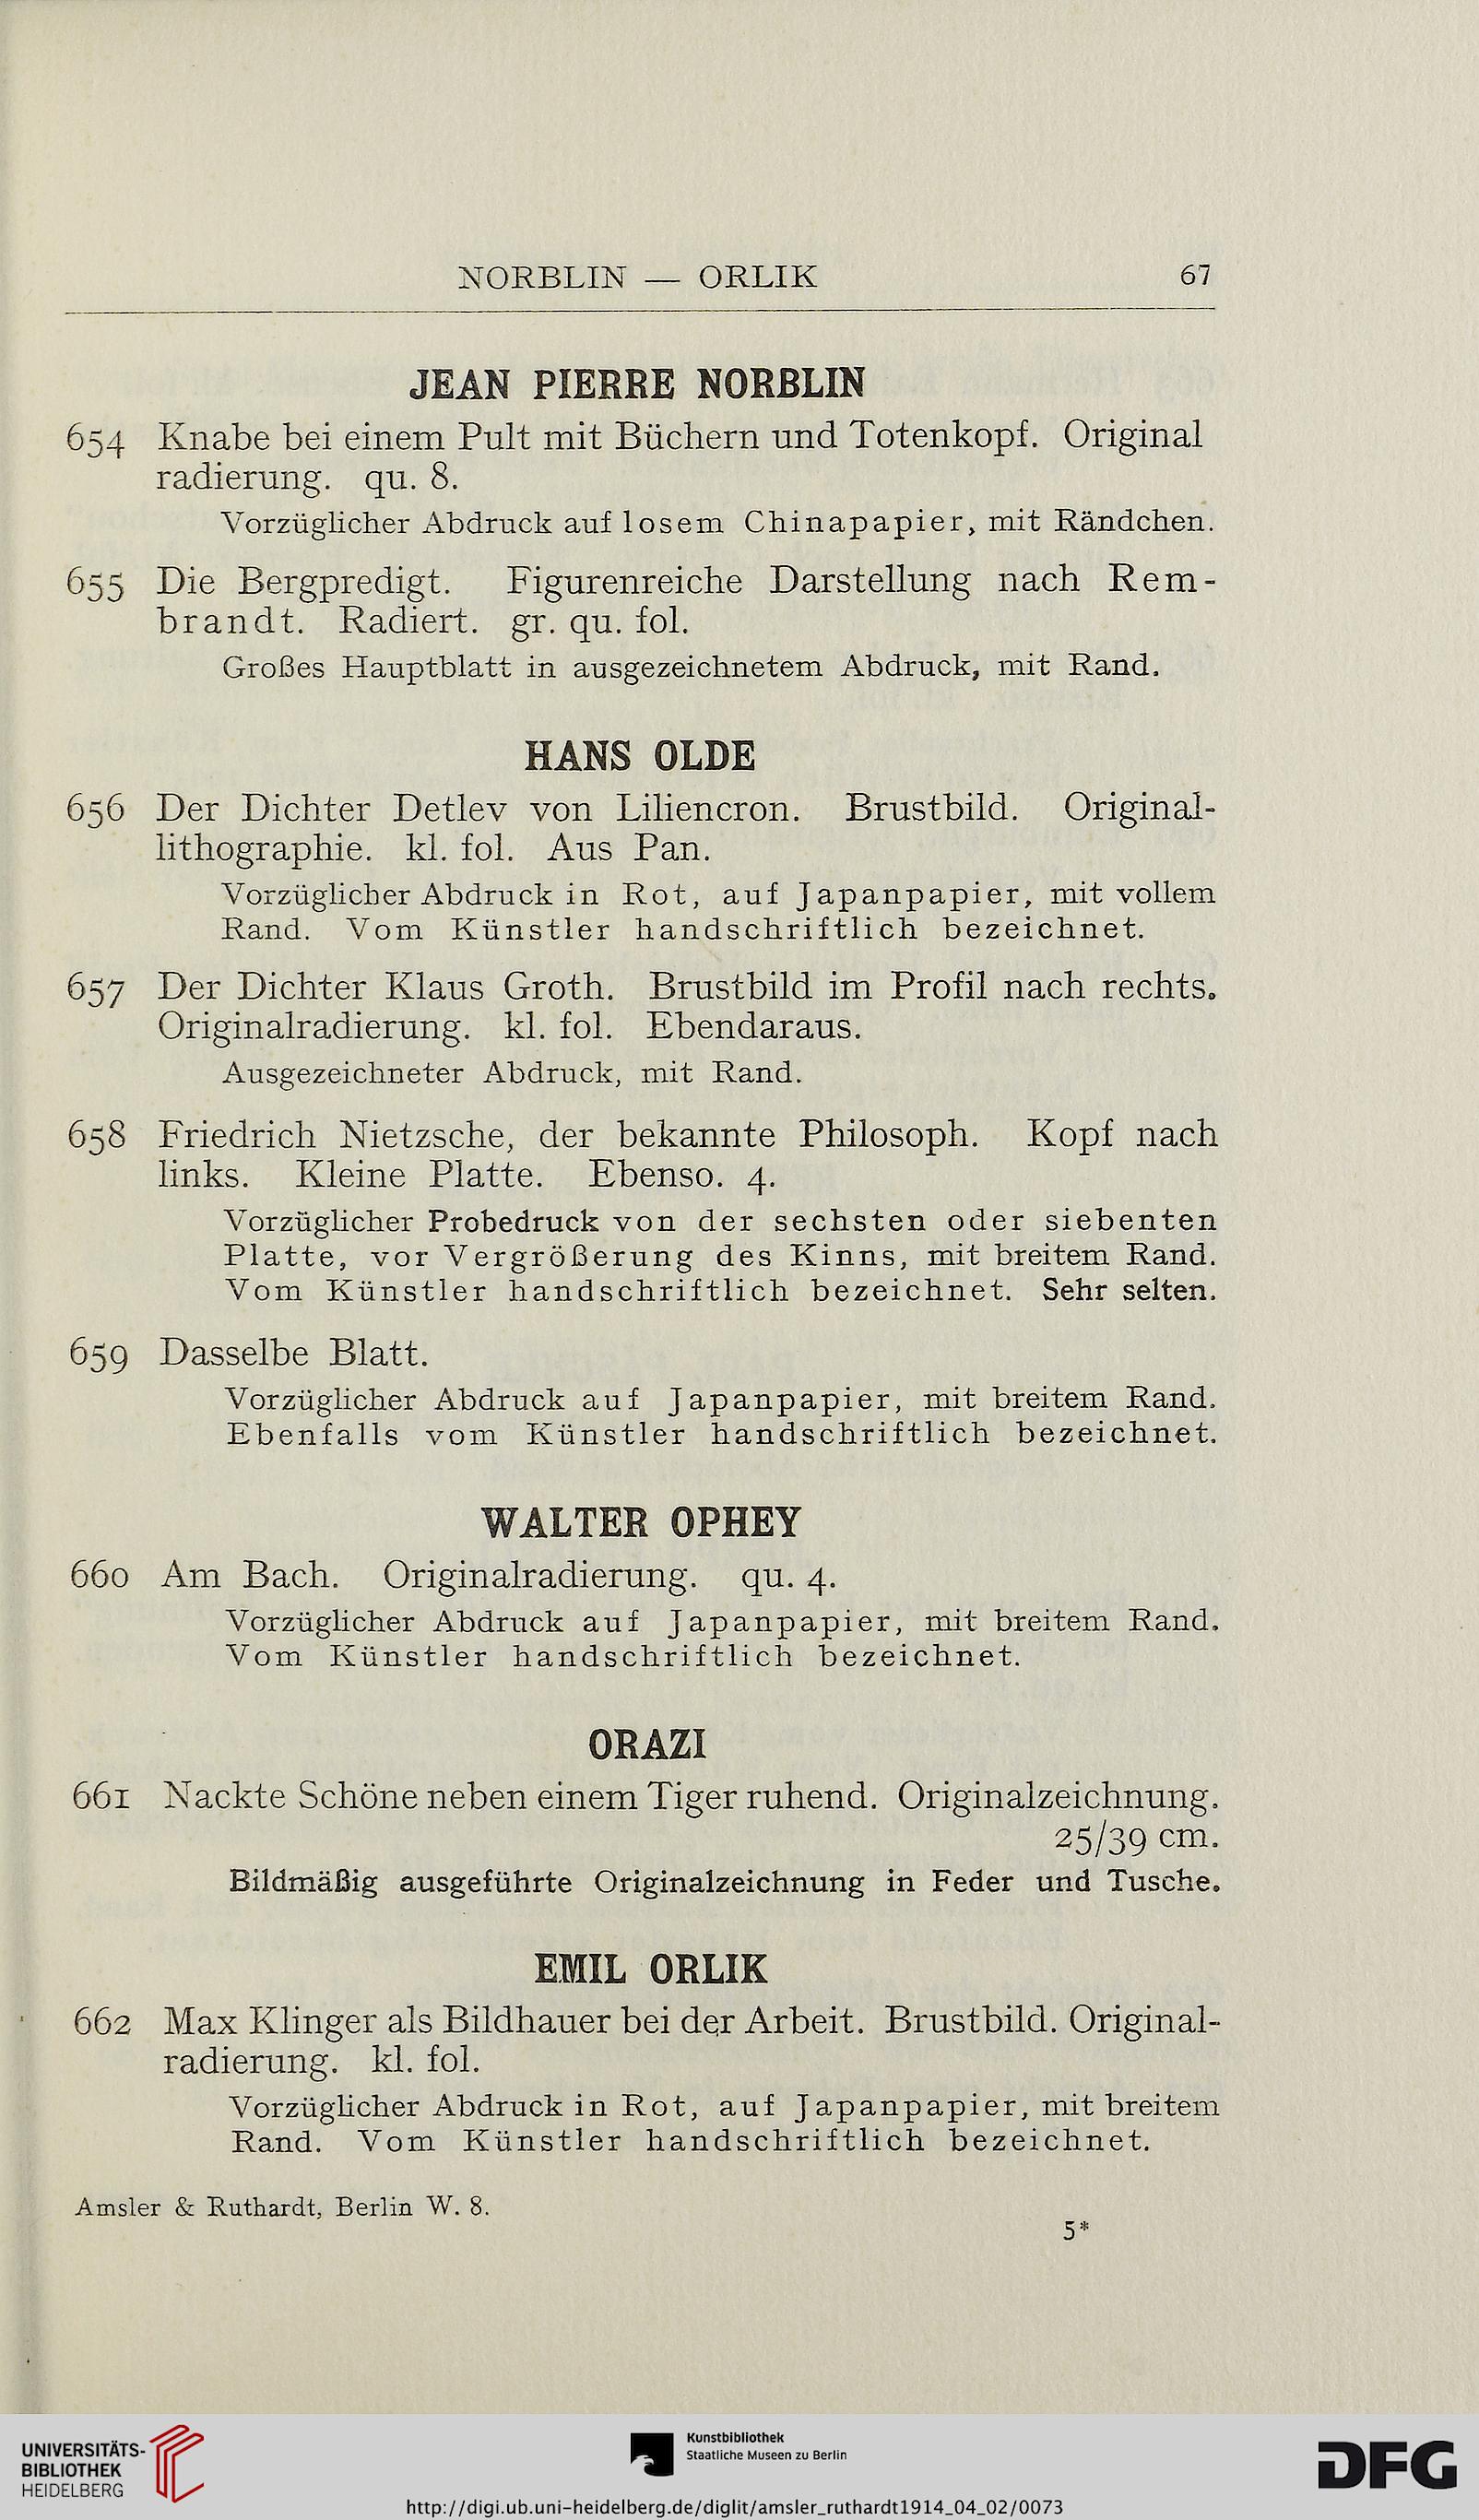 NORBLIN — ORLIK 67
JEAN PIERRE NORBLIN
654 Knabe bei einem Pult mit Büchern und Totenkopf. Original
radierung. qu. 8.
Vorzüglicher Abdruck auf losem Chinapapier, mit Rändchen.
655 Die Bergpredigt. Figurenreiche Darstellung nach Rem-
brandt. Radiert. gr. qu. fol.
Großes Hauptblatt in ausgezeichnetem Abdruck, mit Rand.
HANS OLDE
656 Der Dichter Detlev von Liliencron. Brustbild. Original-
lithographie. kl. fol. Aus Pan.
Vorzüglicher Abdruck in Rot, auf Japanpapier, mit vollem
Rand. Vom Künstler handschriftlich bezeichnet.
657 Der Dichter Klaus Groth. Brustbild im Profil nach rechts.
Originalradierung. kl. fol. Ebendaraus.
Ausgezeichneter Abdruck, mit Rand.
658 Friedrich Nietzsche, der bekannte Philosoph. Kopf nach
links. Kleine Platte. Ebenso. 4.
Vorzüglicher Probedruck von der sechsten oder siebenten
Platte, vor Vergrößerung des Kinns, mit breitem Rand.
Vom Künstler handschriftlich bezeichnet. Sehr selten.
659 Dasselbe Blatt.
Vorzüglicher Abdruck auf Japanpapier, mit breitem Rand.
Ebenfalls vom Künstler handschriftlich bezeichnet.
WALTER OPHEY
660 Am Bach. Originalradierung. qu. 4.
Vorzüglicher Abdruck auf Japanpapier, mit breitem Rand.
Vom Künstler handschriftlich bezeichnet.
ORAZI
661 Nackte Schöne neben einem Tiger ruhend. Originalzeichnung.
25/39 cm.
Bildmäßig ausgeführte Originalzeichnung in Feder und Tusche.
EMIL ORLIK
662 Max Klinger als Bildhauer bei der Arbeit. Brustbild. Original-
radierung. kl. fol.
Vorzüglicher Abdruck in Rot, auf Japanpapier, mit breitem
Rand. Vom Künstler handschriftlich bezeichnet.
Amsler & Ruthardt, Berlin W. 8.
5*
UNIVERSITÄTS-
BIBLIOTHEK
HEIDELBERG
Kunstbibliothek
Staatliche Museen zu Berlin
DFG
http://digi.ub.uni-heidelberg.de/diglit/amsler_ruthardt1914_04_02/0073